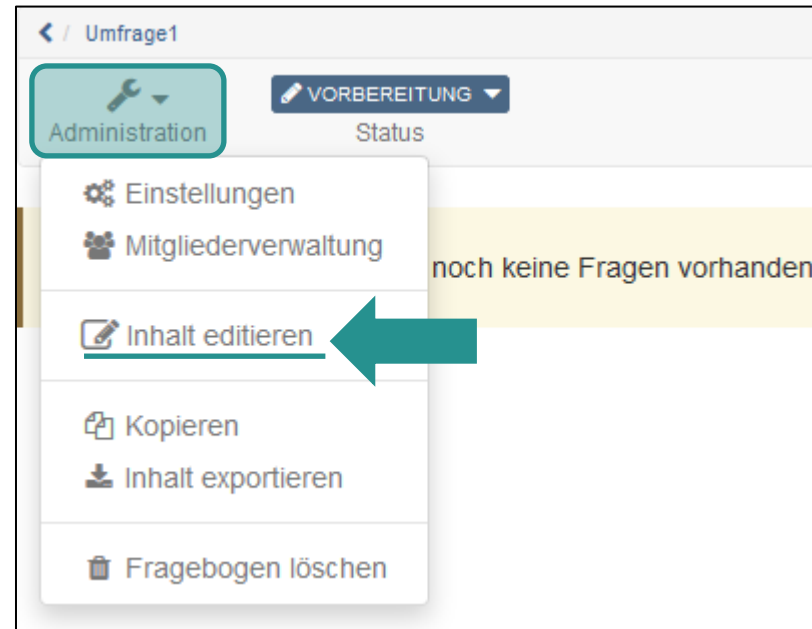 / Umfrage1
VORBEREITUNG
Administration
Status
Einstellungen
Mitgliederverwaltung
noch keine Fragen vorhanden
Inhalt editieren
Kopieren
Inhalt exportieren
Fragebogen löschen